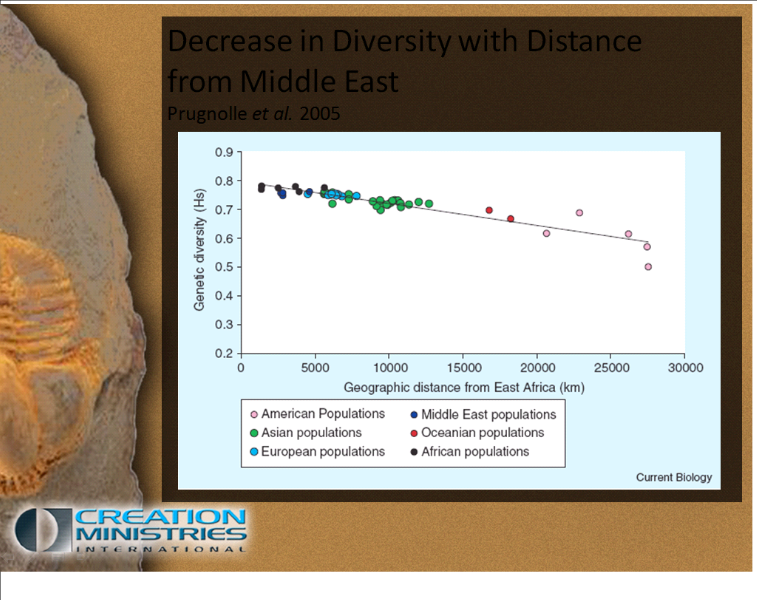 Decrease in Diversity with Distance
from Middle East
Prugnolle et al. 2005
0.9
0.8
0.7
0.6
0.5
0.4
0.3
0.2
Genetic diversity (Hs)
0 5000 10000 15000 20000 25000 30000
Geographic distance from East Africa (km)
American Populations Middle East populations
Asian populations Oceanian populations
European populations African populations
Current Biology
CREATION
MINISTRIES
INTERNATIONAL